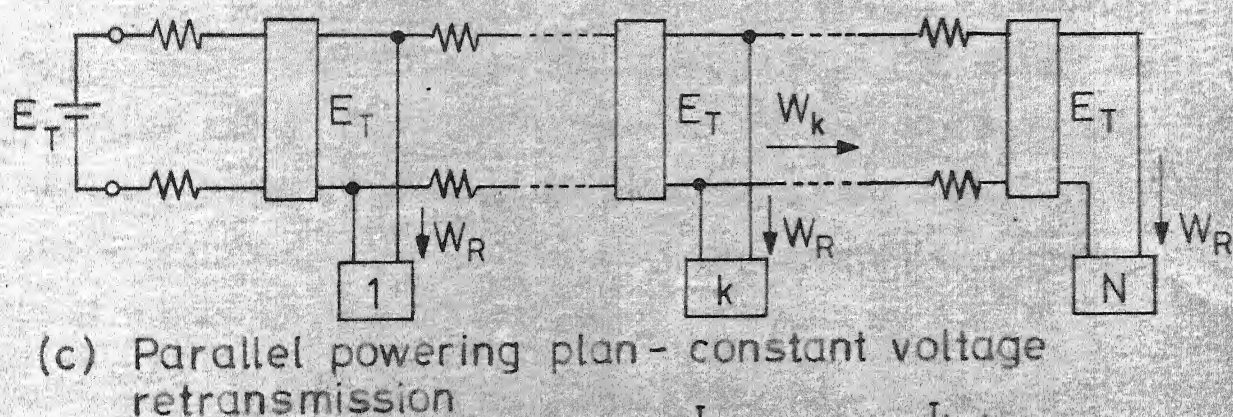 E_T E_T E_T W_k E_T
W_R W_R W_R
1 k N
(c) Parallel powering plan - constant voltage
retransmission